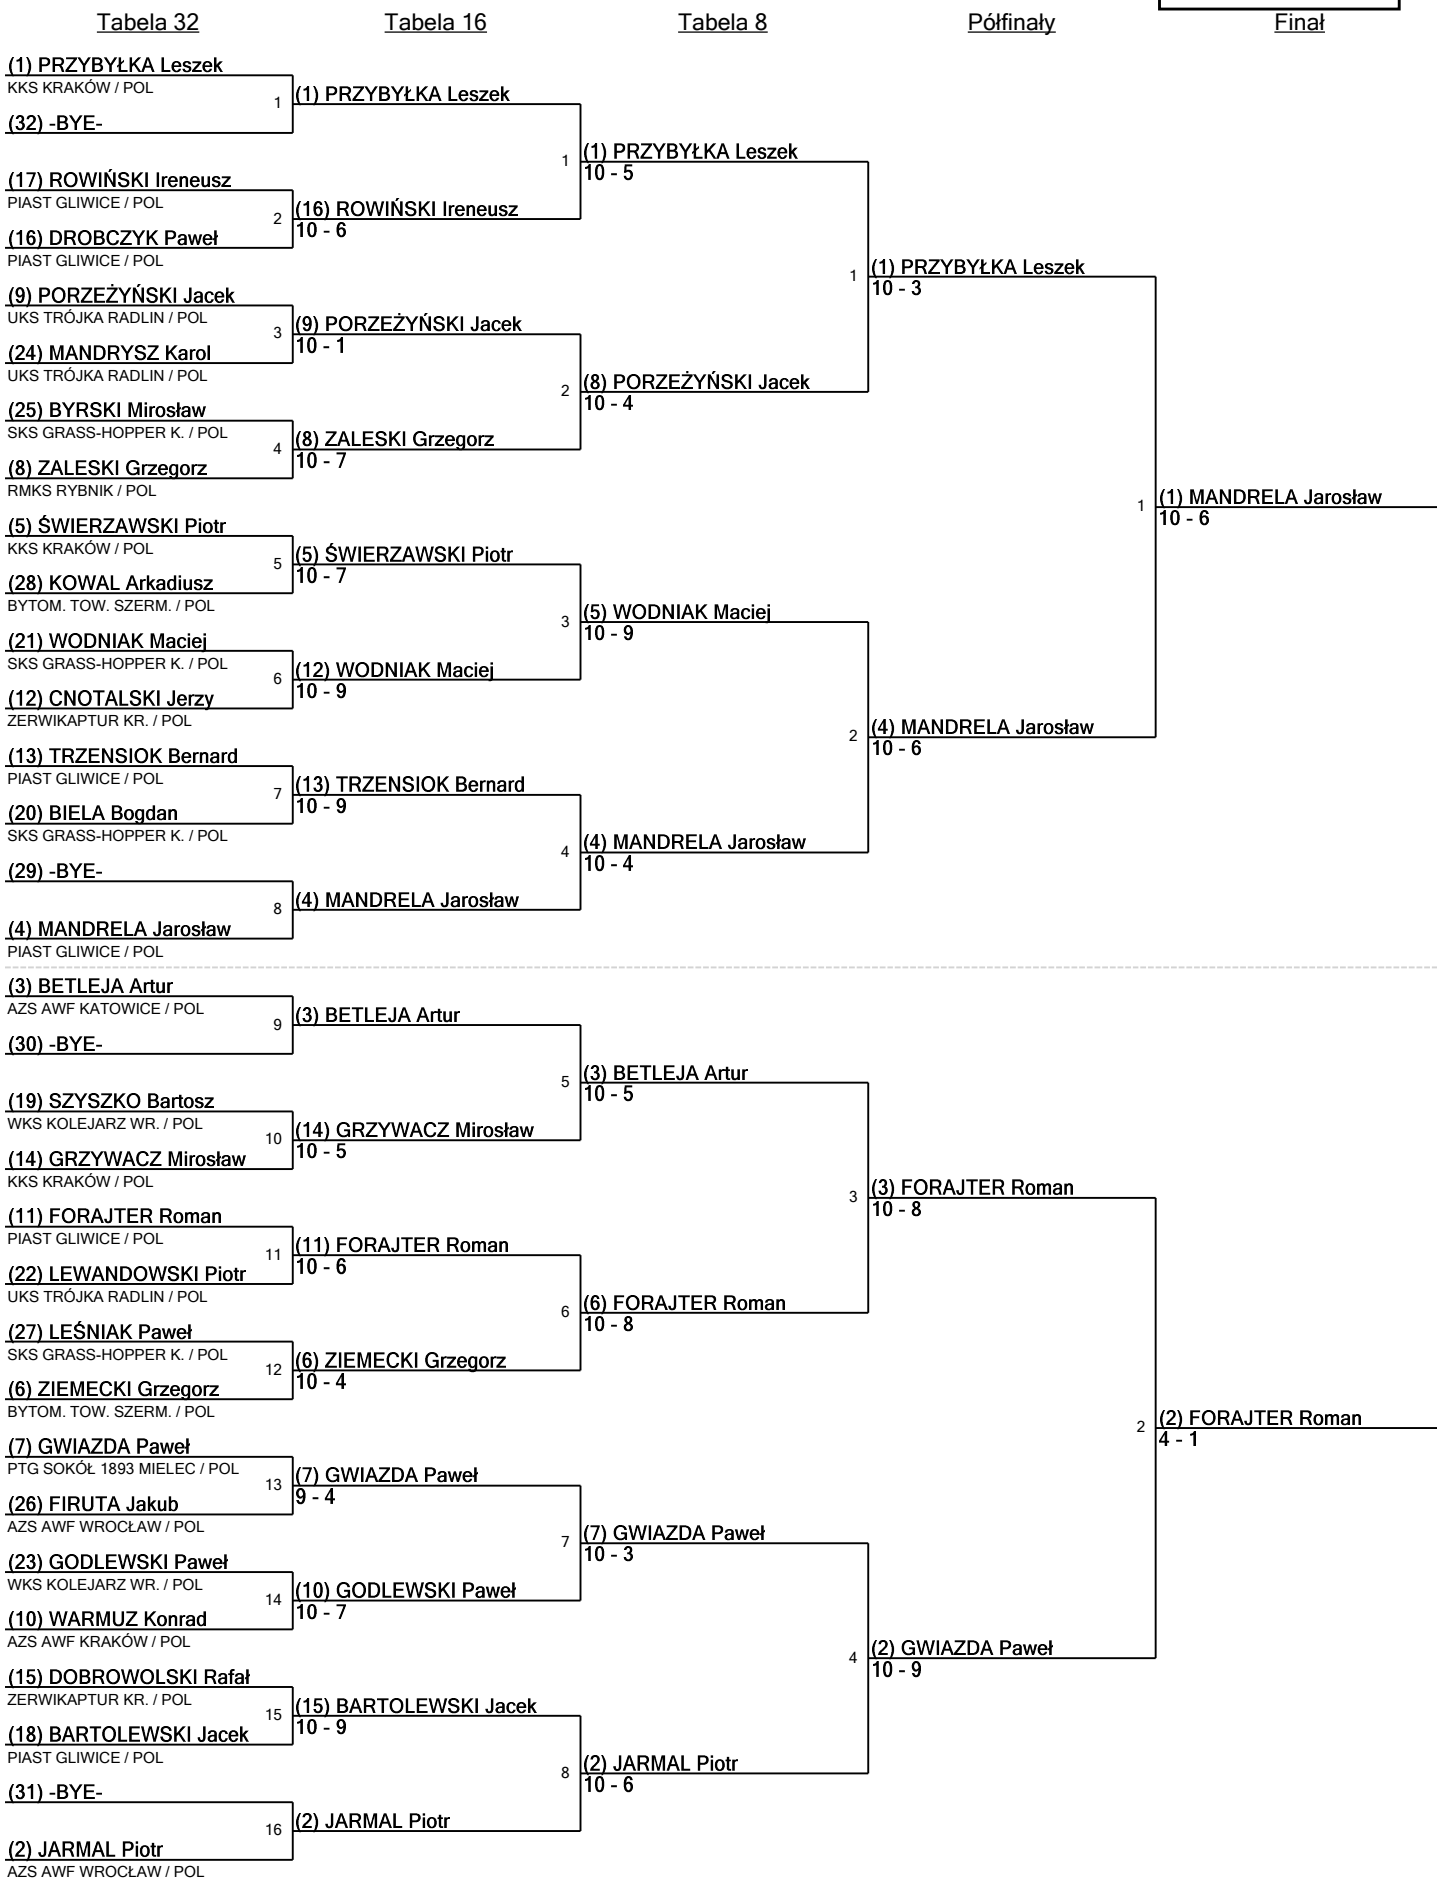 Tabela 32
Tabela 16
Tabela 8
Półfinały
Finał
(1) PRZYBYŁKA Leszek
KKS KRAKÓW / POL
1
(32) -BYE-
(17) ROWIŃSKI Ireneusz
PIAST GLIWICE / POL
2
(16) DROBCZYK Paweł
PIAST GLIWICE / POL
(9) PORZEŻYŃSKI Jacek
UKS TRÓJKA RADLIN / POL
3
(24) MANDRYSZ Karol
UKS TRÓJKA RADLIN / POL
(25) BYRSKI Mirosław
SKS GRASS-HOPPER K. / POL
4
(8) ZALESKI Grzegorz
RMKS RYBNIK / POL
(5) ŚWIERZAWSKI Piotr
KKS KRAKÓW / POL
5
(28) KOWAL Arkadiusz
BYTOM. TOW. SZERM. / POL
(21) WODNIAK Maciej
SKS GRASS-HOPPER K. / POL
6
(12) CNOTALSKI Jerzy
ZERWIKAPTUR KR. / POL
(13) TRZENSIOK Bernard
PIAST GLIWICE / POL
7
(20) BIELA Bogdan
SKS GRASS-HOPPER K. / POL
(29) -BYE-
8
(4) MANDRELA Jarosław
PIAST GLIWICE / POL
(3) BETLEJA Artur
AZS AWF KATOWICE / POL
9
(30) -BYE-
(19) SZYSZKO Bartosz
WKS KOLEJARZ WR. / POL
10
(14) GRZYWACZ Mirosław
KKS KRAKÓW / POL
(11) FORAJTER Roman
PIAST GLIWICE / POL
11
(22) LEWANDOWSKI Piotr
UKS TRÓJKA RADLIN / POL
(27) LEŚNIAK Paweł
SKS GRASS-HOPPER K. / POL
12
(6) ZIEMECKI Grzegorz
BYTOM. TOW. SZERM. / POL
(7) GWIAZDA Paweł
PTG SOKÓŁ 1893 MIELEC / POL
13
(26) FIRUTA Jakub
AZS AWF WROCŁAW / POL
(23) GODLEWSKI Paweł
WKS KOLEJARZ WR. / POL
14
(10) WARMUZ Konrad
AZS AWF KRAKÓW / POL
(15) DOBROWOLSKI Rafał
ZERWIKAPTUR KR. / POL
15
(18) BARTOLEWSKI Jacek
PIAST GLIWICE / POL
(31) -BYE-
16
(2) JARMAL Piotr
AZS AWF WROCŁAW / POL
(1) PRZYBYŁKA Leszek
1
(16) ROWIŃSKI Ireneusz
10 - 6
(9) PORZEŻYŃSKI Jacek
10 - 1
2
(8) ZALESKI Grzegorz
10 - 7
(5) ŚWIERZAWSKI Piotr
10 - 7
3
(12) WODNIAK Maciej
10 - 9
(13) TRZENSIOK Bernard
10 - 9
4
(4) MANDRELA Jarosław
(3) BETLEJA Artur
5
(14) GRZYWACZ Mirosław
10 - 5
(11) FORAJTER Roman
10 - 6
6
(6) ZIEMECKI Grzegorz
10 - 4
(7) GWIAZDA Paweł
9 - 4
7
(10) GODLEWSKI Paweł
10 - 7
(15) BARTOLEWSKI Jacek
10 - 9
8
(2) JARMAL Piotr
(1) PRZYBYŁKA Leszek
10 - 5
1
(8) PORZEŻYŃSKI Jacek
10 - 4
(5) WODNIAK Maciej
10 - 9
2
(4) MANDRELA Jarosław
10 - 4
(3) BETLEJA Artur
10 - 5
3
(6) FORAJTER Roman
10 - 8
(7) GWIAZDA Paweł
10 - 3
4
(2) JARMAL Piotr
10 - 6
(1) PRZYBYŁKA Leszek
10 - 3
1
(4) MANDRELA Jarosław
10 - 6
(3) FORAJTER Roman
10 - 8
2
(2) GWIAZDA Paweł
10 - 9
(1) MANDRELA Jarosław
10 - 6
(2) FORAJTER Roman
4 - 1